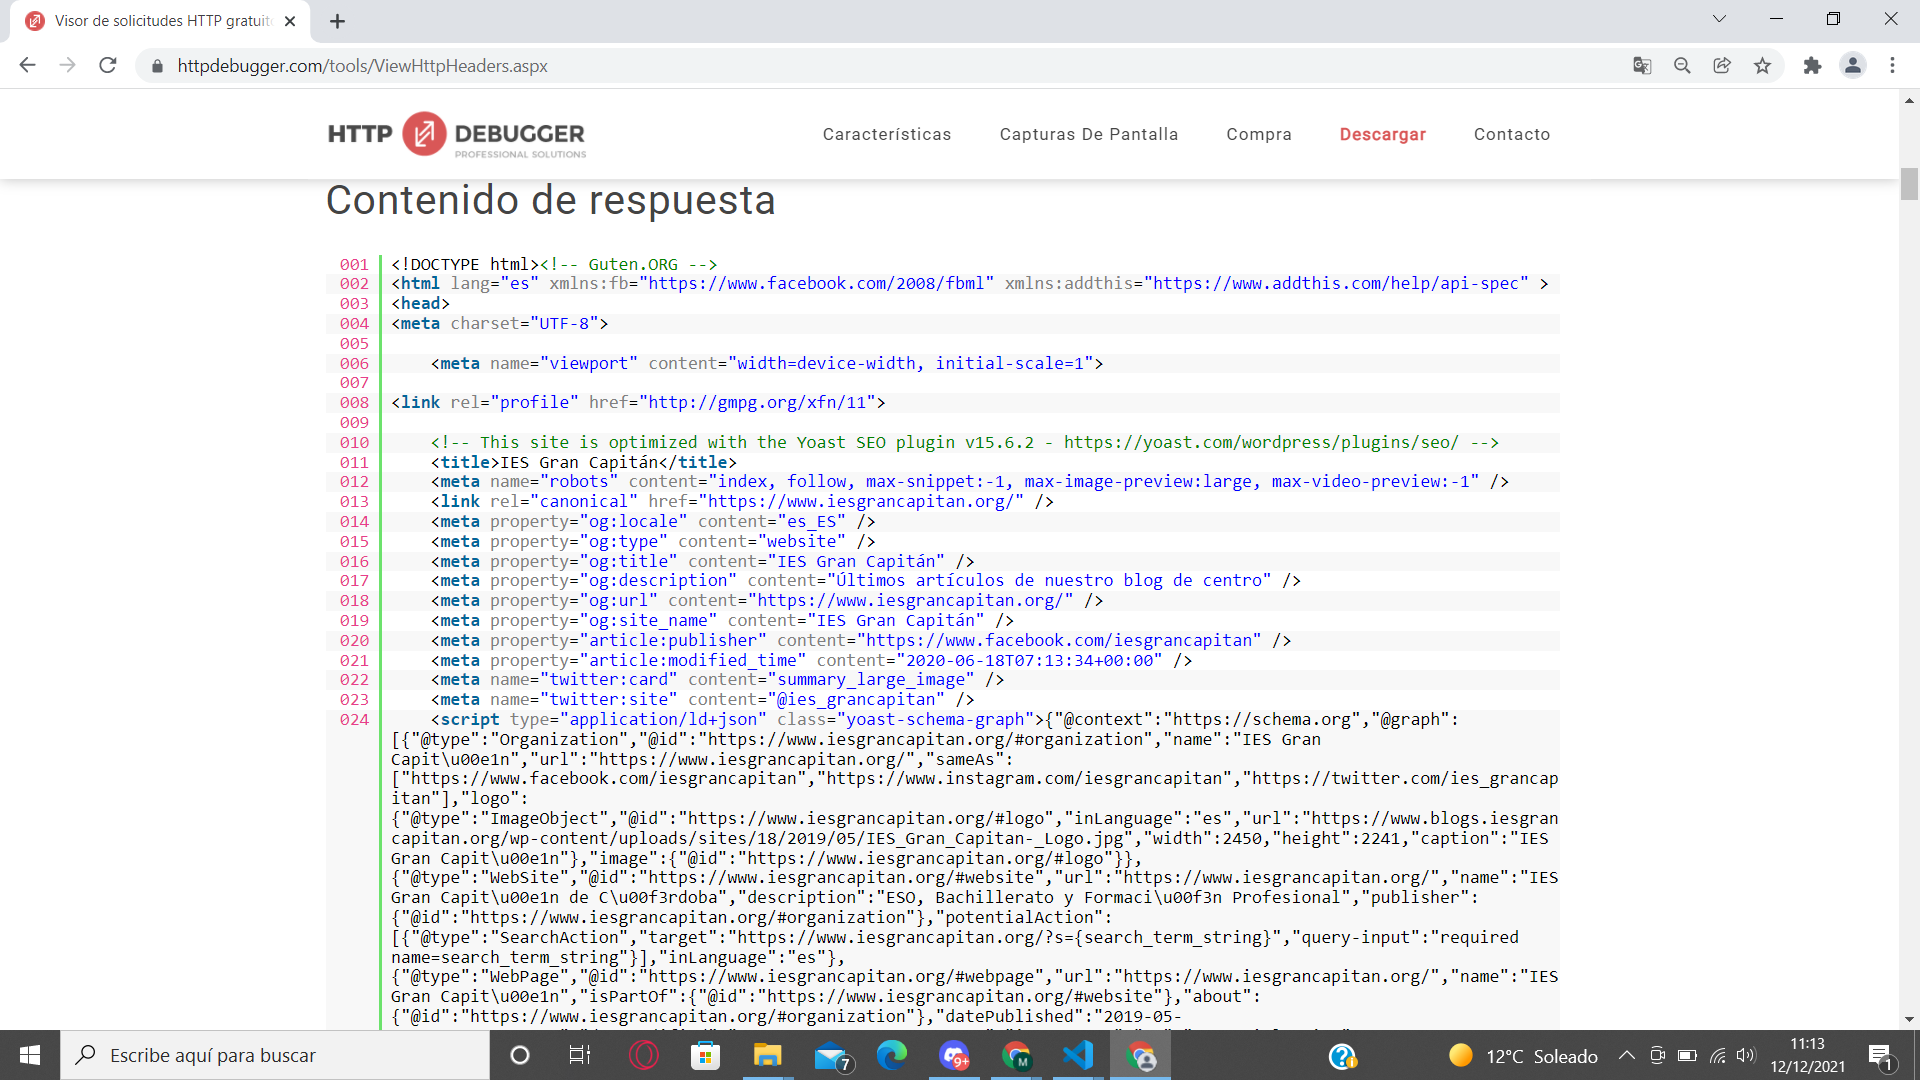 Visor de solicitudes HTTP gratuito
httpdebugger.com/tools/ViewHttpHeaders.aspx
HTTP DEBUGGER
PROFESSIONAL SOLUTIONS
Características
Capturas De Pantalla
Compra
Descargar
Contacto
Contenido de respuesta
001 <!DOCTYPE html><!-- Guten.ORG -->
002 <html lang="es" xmlns:fb="https://www.facebook.com/2008/fbml" xmlns:addthis="https://www.addthis.com/help/api-spec" >
003 <head>
004 <meta charset="UTF-8">
005
006 <meta name="viewport" content="width=device-width, initial-scale=1">
007
008 <link rel="profile" href="http://gmpg.org/xfn/11">
009
010 <!-- This site is optimized with the Yoast SEO plugin v15.6.2 - https://yoast.com/wordpress/plugins/seo/ -->
011 <title>IES Gran Capitán</title>
012 <meta name="robots" content="index, follow, max-snippet:-1, max-image-preview:large, max-video-preview:-1" />
013 <link rel="canonical" href="https://www.iesgrancapitan.org/" />
014 <meta property="og:locale" content="es_ES" />
015 <meta property="og:type" content="website" />
016 <meta property="og:title" content="IES Gran Capitán" />
017 <meta property="og:description" content="Últimos artículos de nuestro blog de centro" />
018 <meta property="og:url" content="https://www.iesgrancapitan.org/" />
019 <meta property="og:site_name" content="IES Gran Capitán" />
020 <meta property="article:publisher" content="https://www.facebook.com/iesgrancapitan" />
021 <meta property="article:modified_time" content="2020-06-18T07:13:34+00:00" />
022 <meta name="twitter:card" content="summary_large_image" />
023 <meta name="twitter:site" content="@ies_grancapitan" />
024 <script type="application/ld+json" class="yoast-schema-graph">{"@context":"https://schema.org","@graph":
[{"@type":"Organization","@id":"https://www.iesgrancapitan.org/#organization","name":"IES Gran
Capit\u00e1n","url":"https://www.iesgrancapitan.org/","sameAs":
["https://www.facebook.com/iesgrancapitan","https://www.instagram.com/iesgrancapitan","https://twitter.com/ies_grancap
itan"],"logo":
{"@type":"ImageObject","@id":"https://www.iesgrancapitan.org/#logo","inLanguage":"es","url":"https://www.blogs.iesgran
capitan.org/wp-content/uploads/sites/18/2019/05/IES_Gran_Capitan-_Logo.jpg","width":2450,"height":2241,"caption":"IES
Gran Capit\u00e1n"},"image":{"@id":"https://www.iesgrancapitan.org/#logo"}},
{"@type":"WebSite","@id":"https://www.iesgrancapitan.org/#website","url":"https://www.iesgrancapitan.org/","name":"IES
Gran Capit\u00e1n de C\u00f3rdoba","description":"ESO, Bachillerato y Formaci\u00f3n Profesional","publisher":
{"@id":"https://www.iesgrancapitan.org/#organization"},"potentialAction":
[{"@type":"SearchAction","target":"https://www.iesgrancapitan.org/?s={search_term_string}","query-input":"required
name=search_term_string"}],"inLanguage":"es"},
{"@type":"WebPage","@id":"https://www.iesgrancapitan.org/#webpage","url":"https://www.iesgrancapitan.org/","name":"IES
Gran Capit\u00e1n","isPartOf":{"@id":"https://www.iesgrancapitan.org/#website"},"about":
{"@id":"https://www.iesgrancapitan.org/#organization"},"datePublished":"2019-05-
Escribe aquí para buscar
7
9+
M
12°C Soleado
11:13
12/12/2021
1